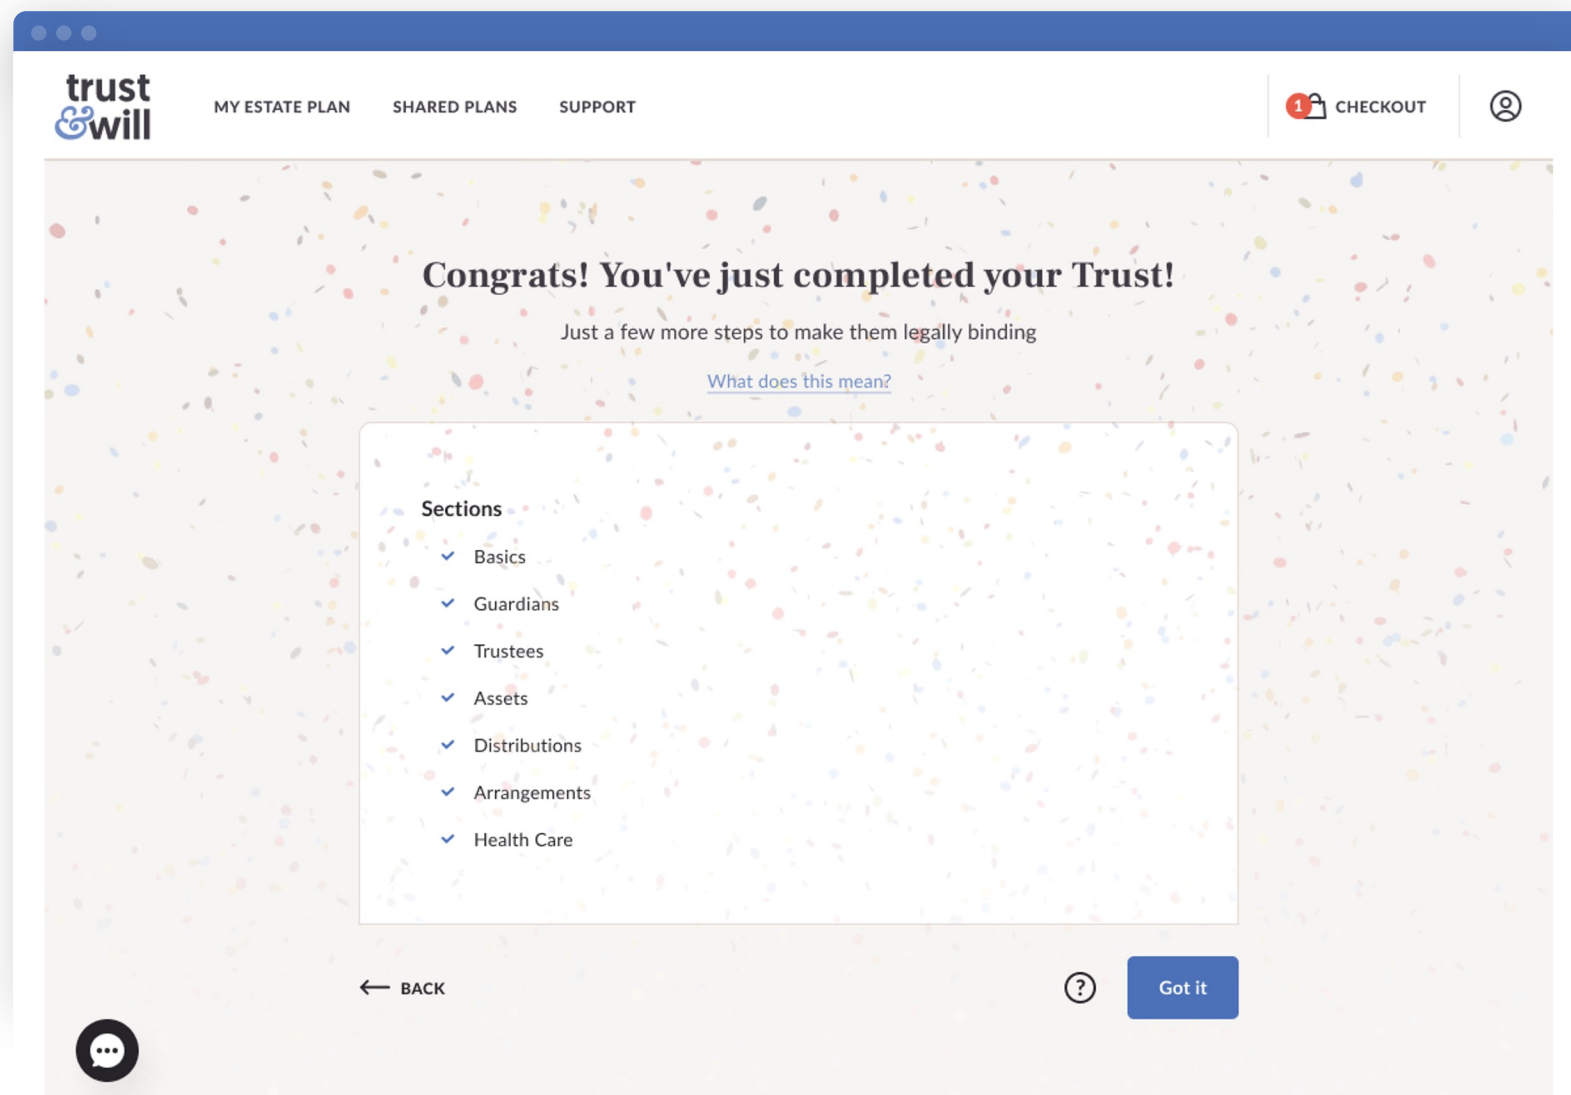 trust
&will
MY ESTATE PLAN
SHARED PLANS
SUPPORT
1
CHECKOUT
Congrats! You've just completed your Trust!
Just a few more steps to make them legally binding
What does this mean?
Sections
Basics
Guardians
Trustees
Assets
Distributions
Arrangements
Health Care
BACK
?
Got it